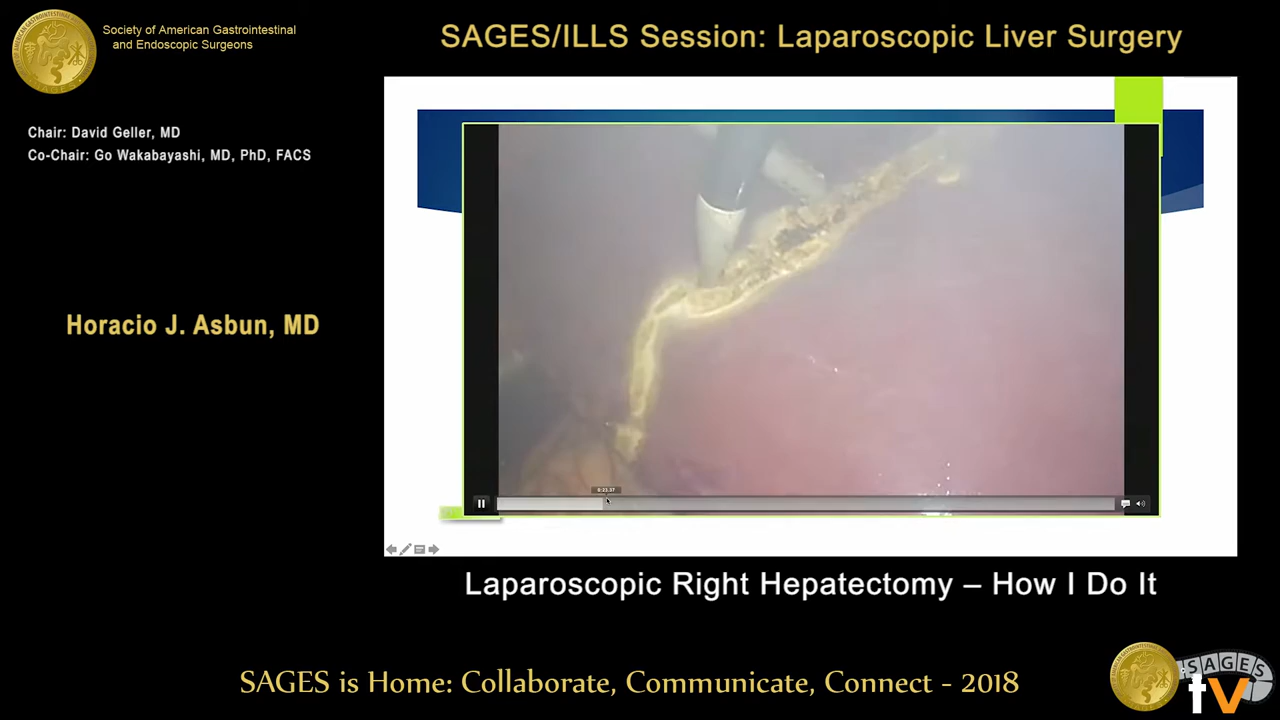 Society of American Gastrointestinal
and Endoscopic Surgeons
SAGES/ILLS Session: Laparoscopic Liver Surgery
Chair: David Geller, MD
Co-Chair: Go Wakabayashi, MD, PhD, FACS
Horacio J. Asbun, MD
Laparoscopic Right Hepatectomy – How I Do It
SAGES is Home: Collaborate, Communicate, Connect - 2018
SAGES
tv